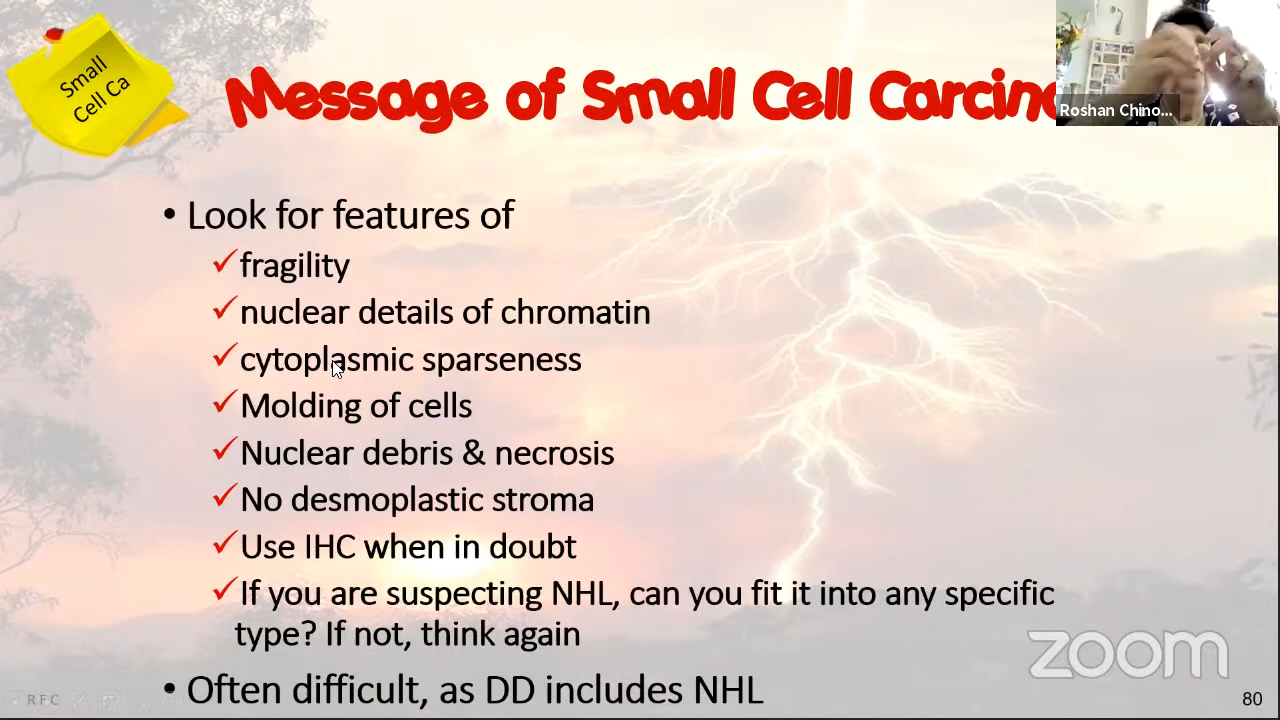 Small
Cell Ca
Message of Small Cell Carcino
Roshan Chino...
• Look for features of
✓fragility
✓nuclear details of chromatin
✓cytoplasmic sparseness
✓Molding of cells
✓Nuclear debris & necrosis
✓No desmoplastic stroma
✓Use IHC when in doubt
✓If you are suspecting NHL, can you fit it into any specific
type? If not, think again
• Often difficult, as DD includes NHL
zoom
RFC
80